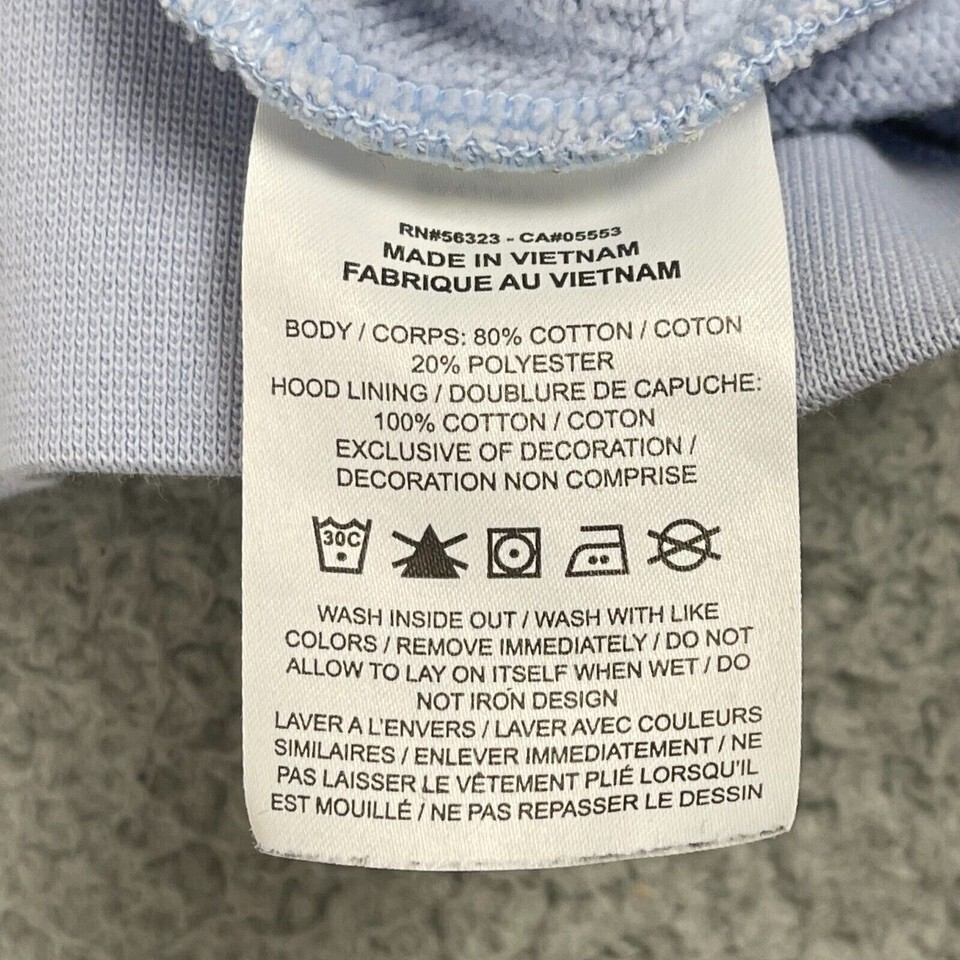 RN#56323 - CA#05553
MADE IN VIETNAM
FABRIQUE AU VIETNAM
BODY / CORPS: 80% COTTON / COTON
20% POLYESTER
HOOD LINING / DOUBLURE DE CAPUCHE:
100% COTTON / COTON
EXCLUSIVE OF DECORATION /
DECORATION NON COMPRISE
30C
WASH INSIDE OUT / WASH WITH LIKE
COLORS / REMOVE IMMEDIATELY / DO NOT
ALLOW TO LAY ON ITSELF WHEN WET / DO
NOT IRON DESIGN
LAVER A L'ENVERS / LAVER AVEC COULEURS
SIMILAIRES / ENLEVER IMMEDIATEMENT / NE
PAS LAISSER LE VÊTEMENT PLIÉ LORSQU'IL
EST MOUILLÉ / NE PAS REPASSER LE DESSIN